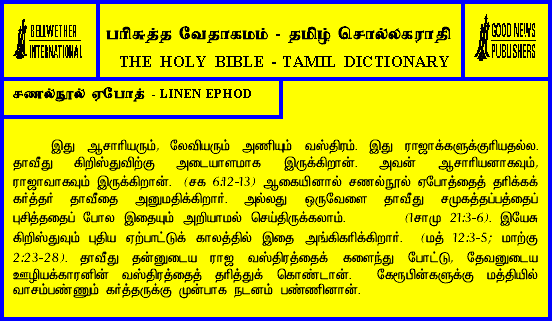 BELLWETHER
INTERNATIONAL
பரிசுத்த வேதாகமம் - தமிழ் சொல்லகராதி
THE HOLY BIBLE - TAMIL DICTIONARY
GOOD NEWS
PUBLISHERS
சணல்நூல் ஏபோத் - LINEN EPHOD
இது ஆசாரியரும், லேவியரும் அணியும் வஸ்திரம். இது ராஜாக்களுக்குரியதல்ல.
தாவீது கிறிஸ்துவிற்கு அடையாளமாக இருக்கிறான். அவன் ஆசாரியனாகவும்,
ராஜாவாகவும் இருக்கிறான். (சக 6:12-13) ஆகையினால் சணல்நூல் ஏபோத்தைத் தரிக்கக்
கர்த்தர் தாவீதை அனுமதிக்கிறார். அல்லது ஒருவேளை தாவீது சமுகத்தப்பத்தைப்
புசித்ததைப் போல இதையும் அறியாமல் செய்திருக்கலாம். (1சாமு 21:3-6). இயேசு
கிறிஸ்துவும் புதிய ஏற்பாட்டுக் காலத்தில் இதை அங்கிகரிக்கிறார். (மத் 12:3-5; மாற்கு
2:23-28). தாவீது தன்னுடைய ராஜ வஸ்திரத்தைக் களைந்து போட்டு, தேவனுடைய
ஊழியக்காரனின் வஸ்திரத்தைத் தரித்துக் கொண்டான். கேரூபின்களுக்கு மத்தியில்
வாசம்பண்ணும் கர்த்தருக்கு முன்பாக நடனம் பண்ணினான்.